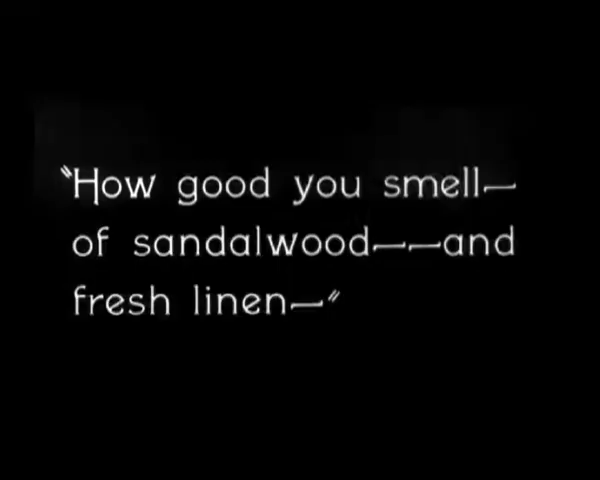 "How good you smell—
of sandalwood——and
fresh linen—"